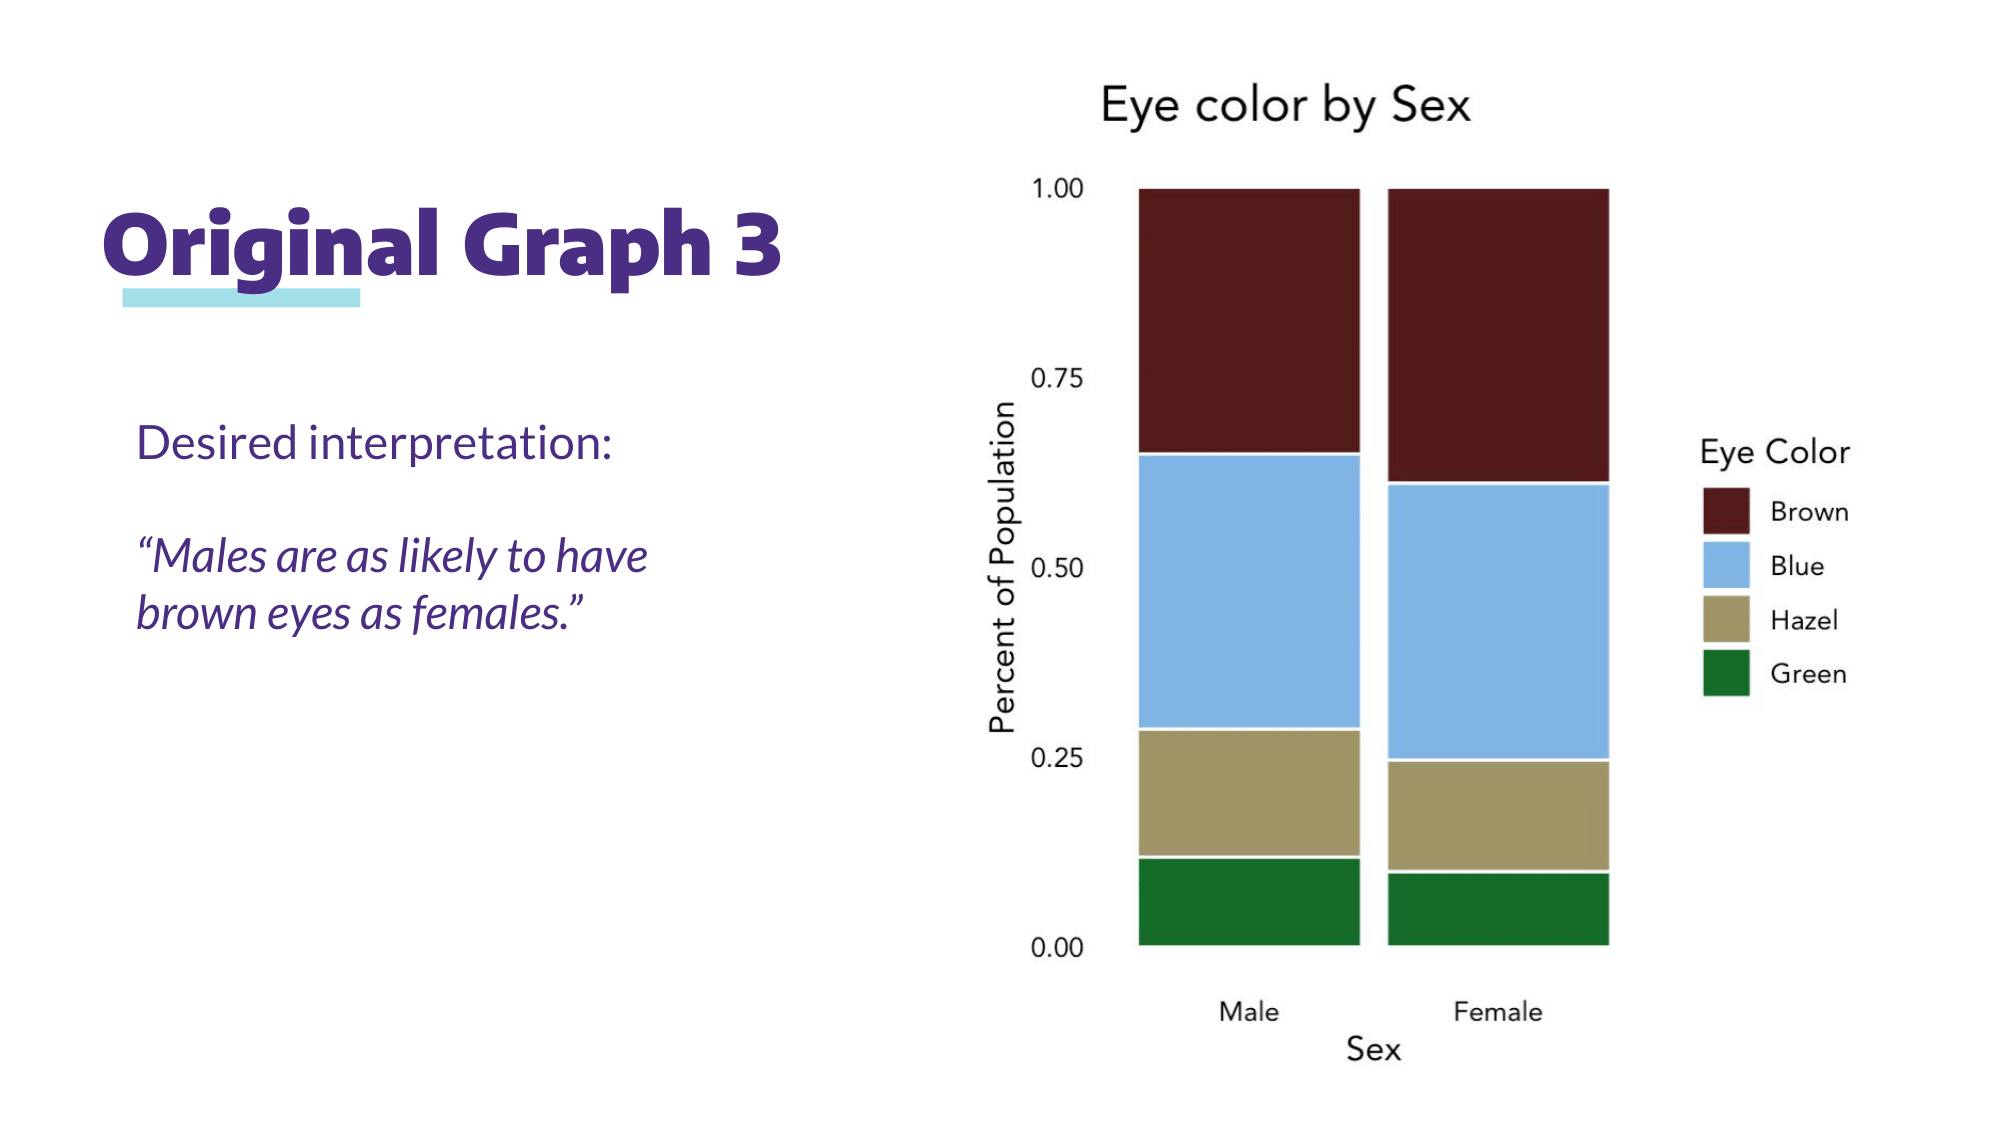 Original Graph 3
Desired interpretation:
“Males are as likely to have
brown eyes as females.”
Eye color by Sex
Percent of Population
1.00
0.75
0.50
0.25
0.00
Male
Female
Sex
Eye Color
Brown
Blue
Hazel
Green